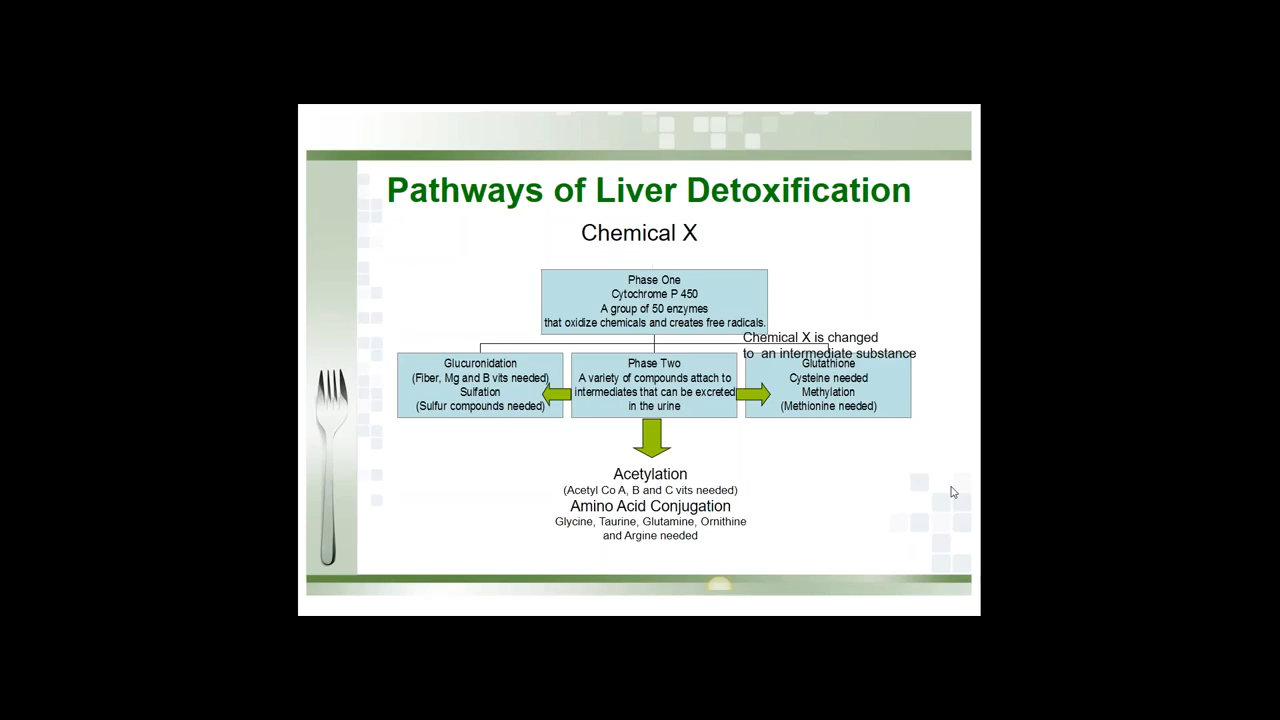 Pathways of Liver Detoxification
Chemical X
Phase One
Cytochrome P 450
A group of 50 enzymes
that oxidize chemicals and creates free radicals.
Chemical X is changed
to an intermediate substance
Glucuronidation
(Fiber, Mg and B vits needed)
Sulfation
(Sulfur compounds needed)
Phase Two
A variety of compounds attach to
intermediates that can be excreted
in the urine
Glutathione
Cysteine needed
Methylation
(Methionine needed)
Acetylation
(Acetyl Co A, B and C vits needed)
Amino Acid Conjugation
Glycine, Taurine, Glutamine, Ornithine
and Argine needed